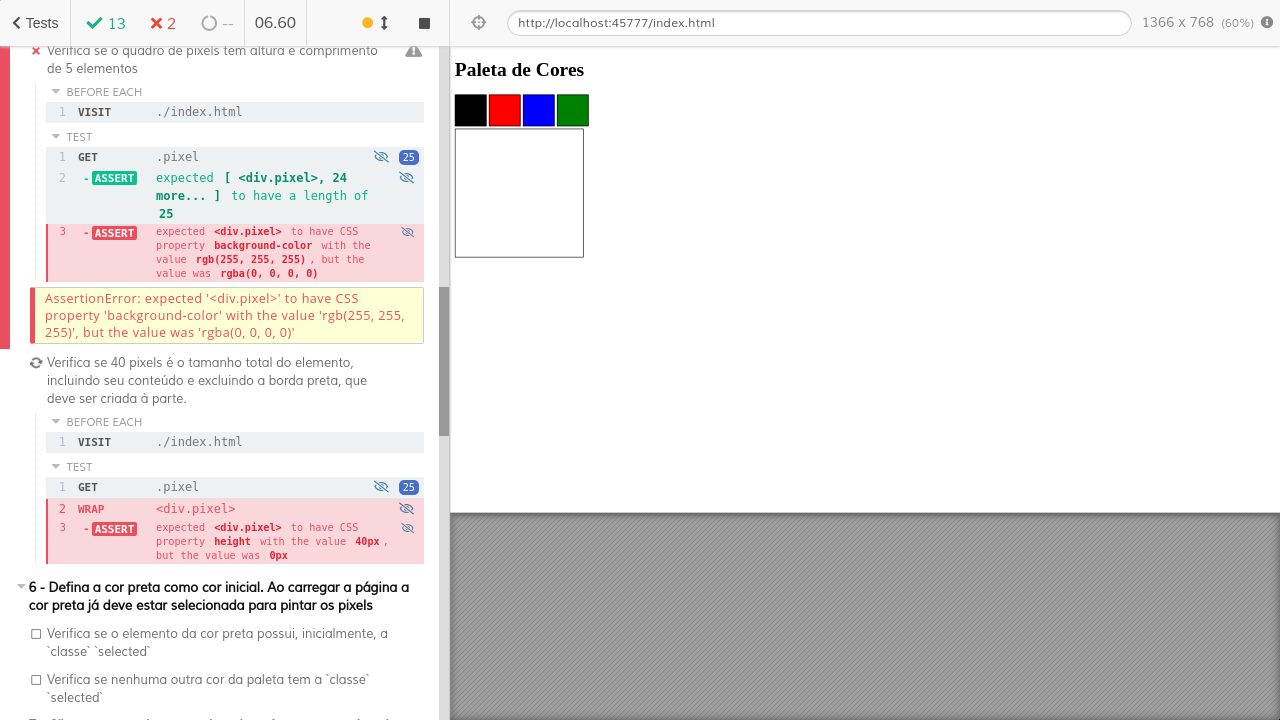 Tests
13
2
--
06.60
http://localhost:45777/index.html
1366 x 768 (60%)
Verifica se o quadro de pixels tem altura e comprimento
de 5 elementos
BEFORE EACH
1 VISIT ./index.html
TEST
1 GET .pixel 25
2 -ASSERT expected [ <div.pixel>, 24
more... ] to have a length of
25
3 -ASSERT expected <div.pixel> to have CSS
property background-color with the
value rgb(255, 255, 255) , but the
value was rgba(0, 0, 0, 0)
AssertionError: expected '<div.pixel>' to have CSS
property 'background-color' with the value 'rgb(255, 255,
255)', but the value was 'rgba(0, 0, 0, 0)'
Verifica se 40 pixels é o tamanho total do elemento,
incluindo seu conteúdo e excluindo a borda preta, que
deve ser criada à parte.
BEFORE EACH
1 VISIT ./index.html
TEST
1 GET .pixel 25
2 WRAP <div.pixel>
3 -ASSERT expected <div.pixel> to have CSS
property height with the value 40px ,
but the value was 0px
6 - Defina a cor preta como cor inicial. Ao carregar a página a
cor preta já deve estar selecionada para pintar os pixels
Verifica se o elemento da cor preta possui, inicialmente, a
`classe` `selected`
Verifica se nenhuma outra cor da paleta tem a `classe`
`selected`
Paleta de Cores